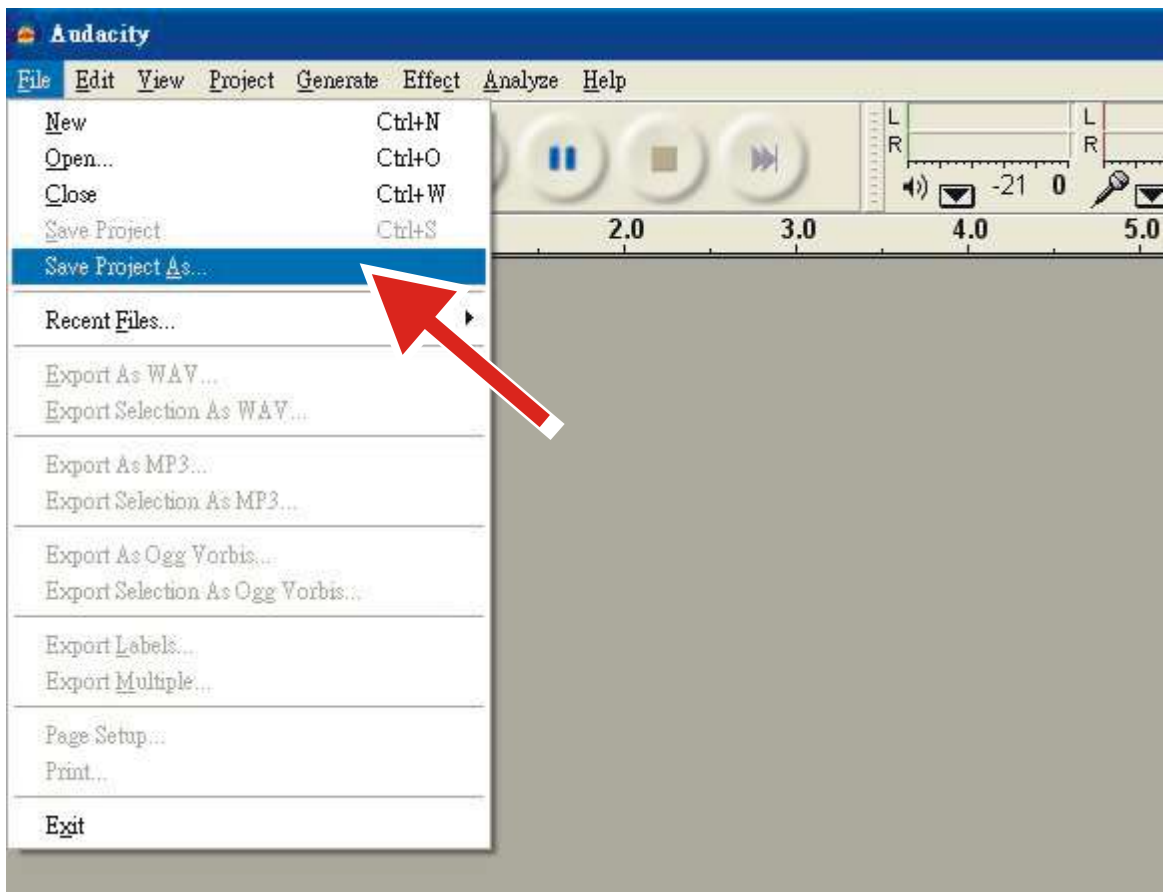 Audacity
File Edit View Project Generate Effect Analyze Help
New Ctrl+N
Open... Ctrl+O
Close Ctrl+W
Save Project Ctrl+S
Save Project As...
Recent Files...
Export As WAV...
Export Selection As WAV...
Export As MP3...
Export Selection As MP3...
Export As Ogg Vorbis...
Export Selection As Ogg Vorbis...
Export Labels...
Export Multiple...
Page Setup...
Print...
Exit
L
R
-21 0
L
R
2.0 3.0 4.0 5.0